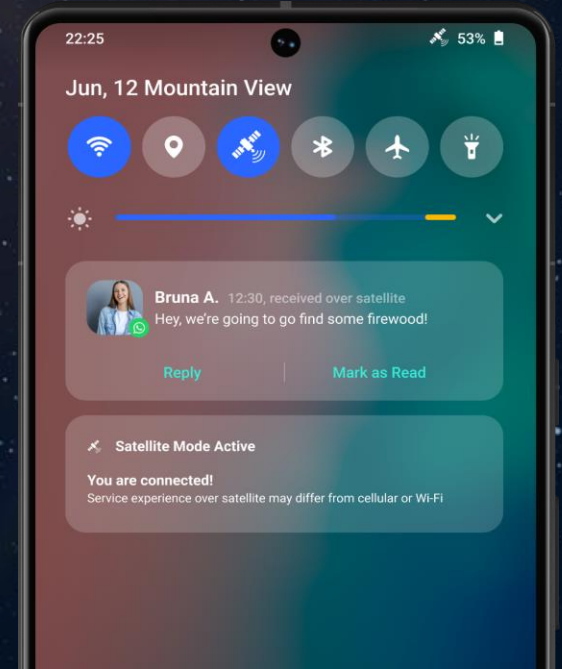 22:25
53%
Jun, 12 Mountain View
Bruna A. 12:30, received over satellite
Hey, we're going to go find some firewood!
Reply Mark as Read
Satellite Mode Active
You are connected!
Service experience over satellite may differ from cellular or Wi-Fi